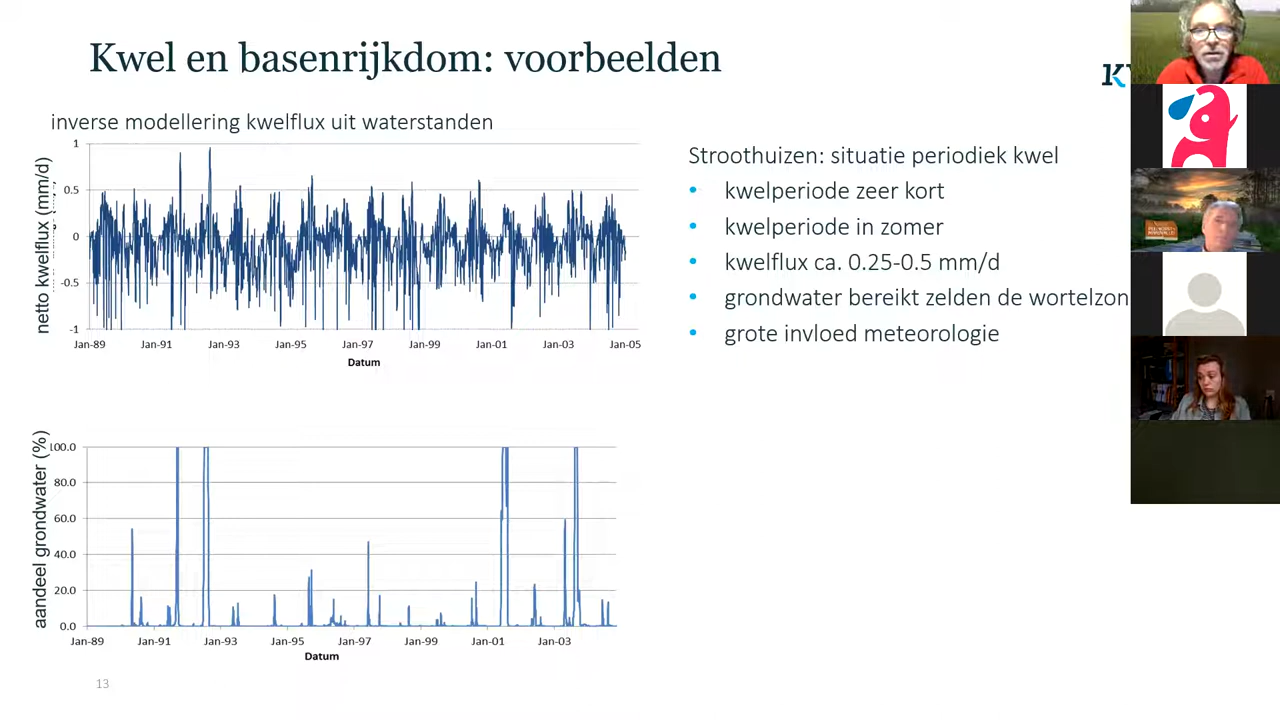 Kwel en basenrijkdom: voorbeelden
inverse modellering kwelflux uit waterstanden
netto kwelflux (mm/d)
1
0.5
0
-0.5
-1
Jan-89 Jan-91 Jan-93 Jan-95 Jan-97 Jan-99 Jan-01 Jan-03 Jan-05
Datum
Stroothuizen: situatie periodiek kwel
• kwelperiode zeer kort
• kwelperiode in zomer
• kwelflux ca. 0.25-0.5 mm/d
• grondwater bereikt zelden de wortelzon
• grote invloed meteorologie
aandeel grondwater (%)
100.0
80.0
60.0
40.0
20.0
0.0
Jan-89 Jan-91 Jan-93 Jan-95 Jan-97 Jan-99 Jan-01 Jan-03
Datum
13